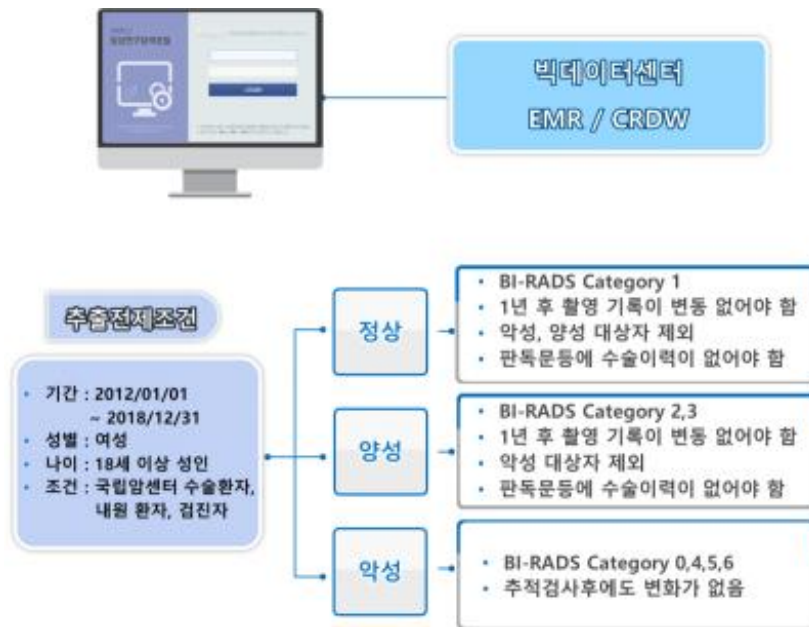 빅데이터센터
EMR / CRDW
추출전제조건
• 기간 : 2012/01/01
~ 2018/12/31
• 성별 : 여성
• 나이 : 18세 이상 성인
• 조건 : 국립암센터 수술환자,
내원 환자, 검진자
정상
• BI-RADS Category 1
• 1년 후 촬영 기록이 변동 없어야 함
• 악성, 양성 대상자 제외
• 판독문등에 수술이력이 없어야 함
양성
• BI-RADS Category 2,3
• 1년 후 촬영 기록이 변동 없어야 함
• 악성 대상자 제외
• 판독문등에 수술이력이 없어야 함
악성
• BI-RADS Category 0,4,5,6
• 추적검사후에도 변화가 없음